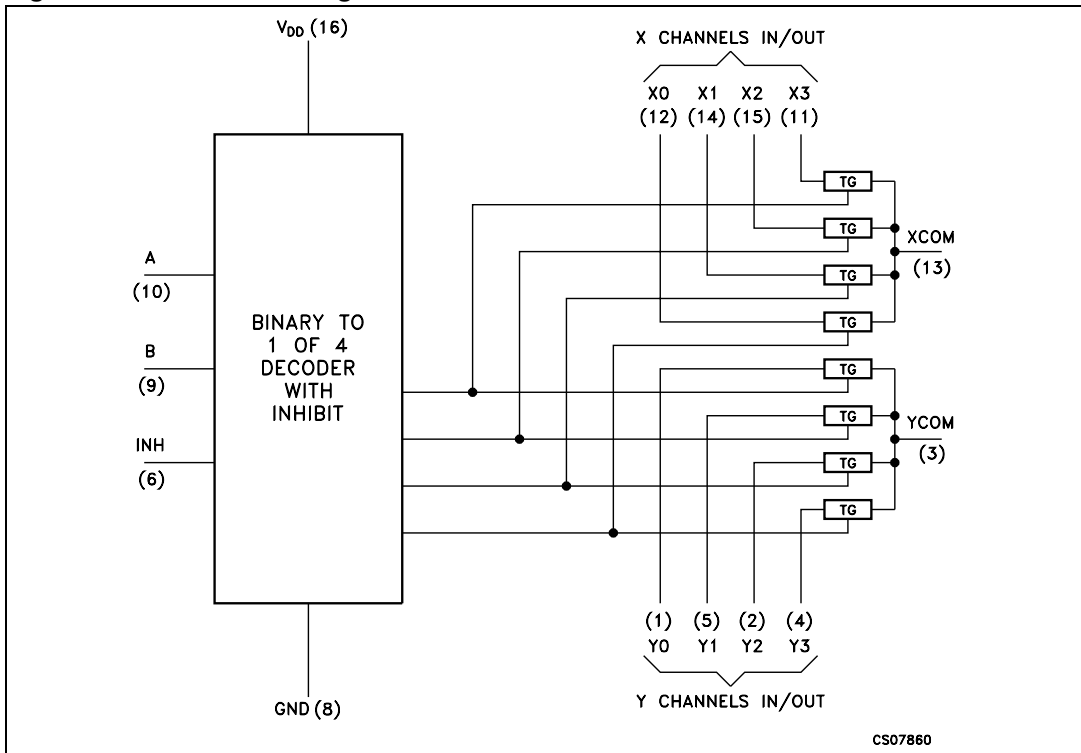 VDD (16)
X CHANNELS IN/OUT
X0 X1 X2 X3
(12) (14) (15) (11)
TG
TG
XCOM
(13)
A
(10)
TG
BINARY TO
1 OF 4
DECODER
WITH
INHIBIT
TG
B
(9)
TG
TG
YCOM
(3)
INH
(6)
TG
TG
(1) (5) (2) (4)
Y0 Y1 Y2 Y3
Y CHANNELS IN/OUT
GND (8)
CS07860